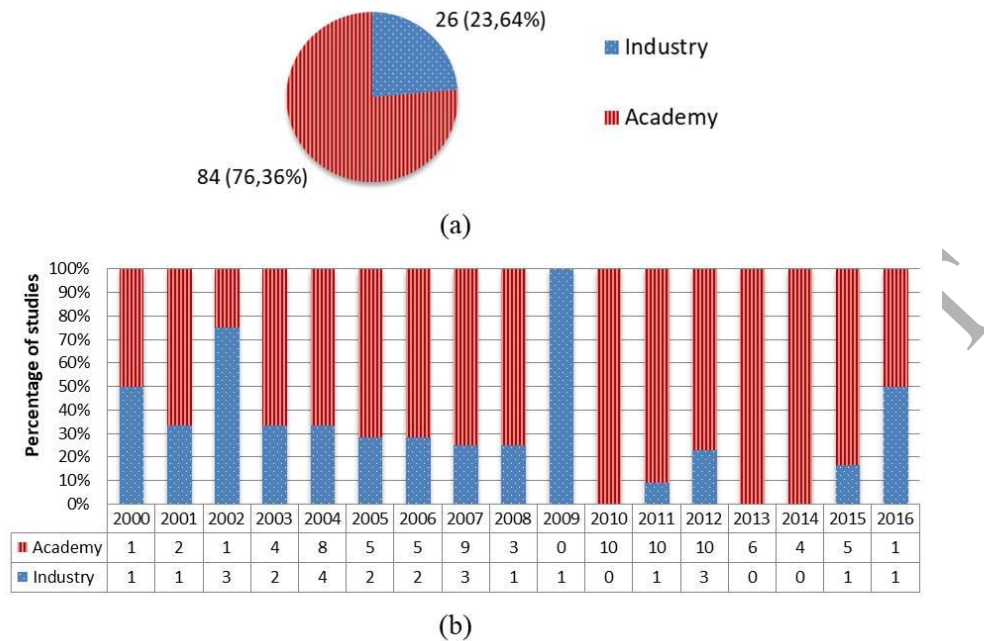 26 (23,64%)
Industry
Academy
84 (76,36%)
(a)
Percentage of studies
100%
90%
80%
70%
60%
50%
40%
30%
20%
10%
0%
2000 2001 2002 2003 2004 2005 2006 2007 2008 2009 2010 2011 2012 2013 2014 2015 2016
Academy 1 2 1 4 8 5 5 9 3 0 10 10 10 6 4 5 1
Industry 1 1 3 2 4 2 2 3 1 1 0 1 3 0 0 1 1
(b)